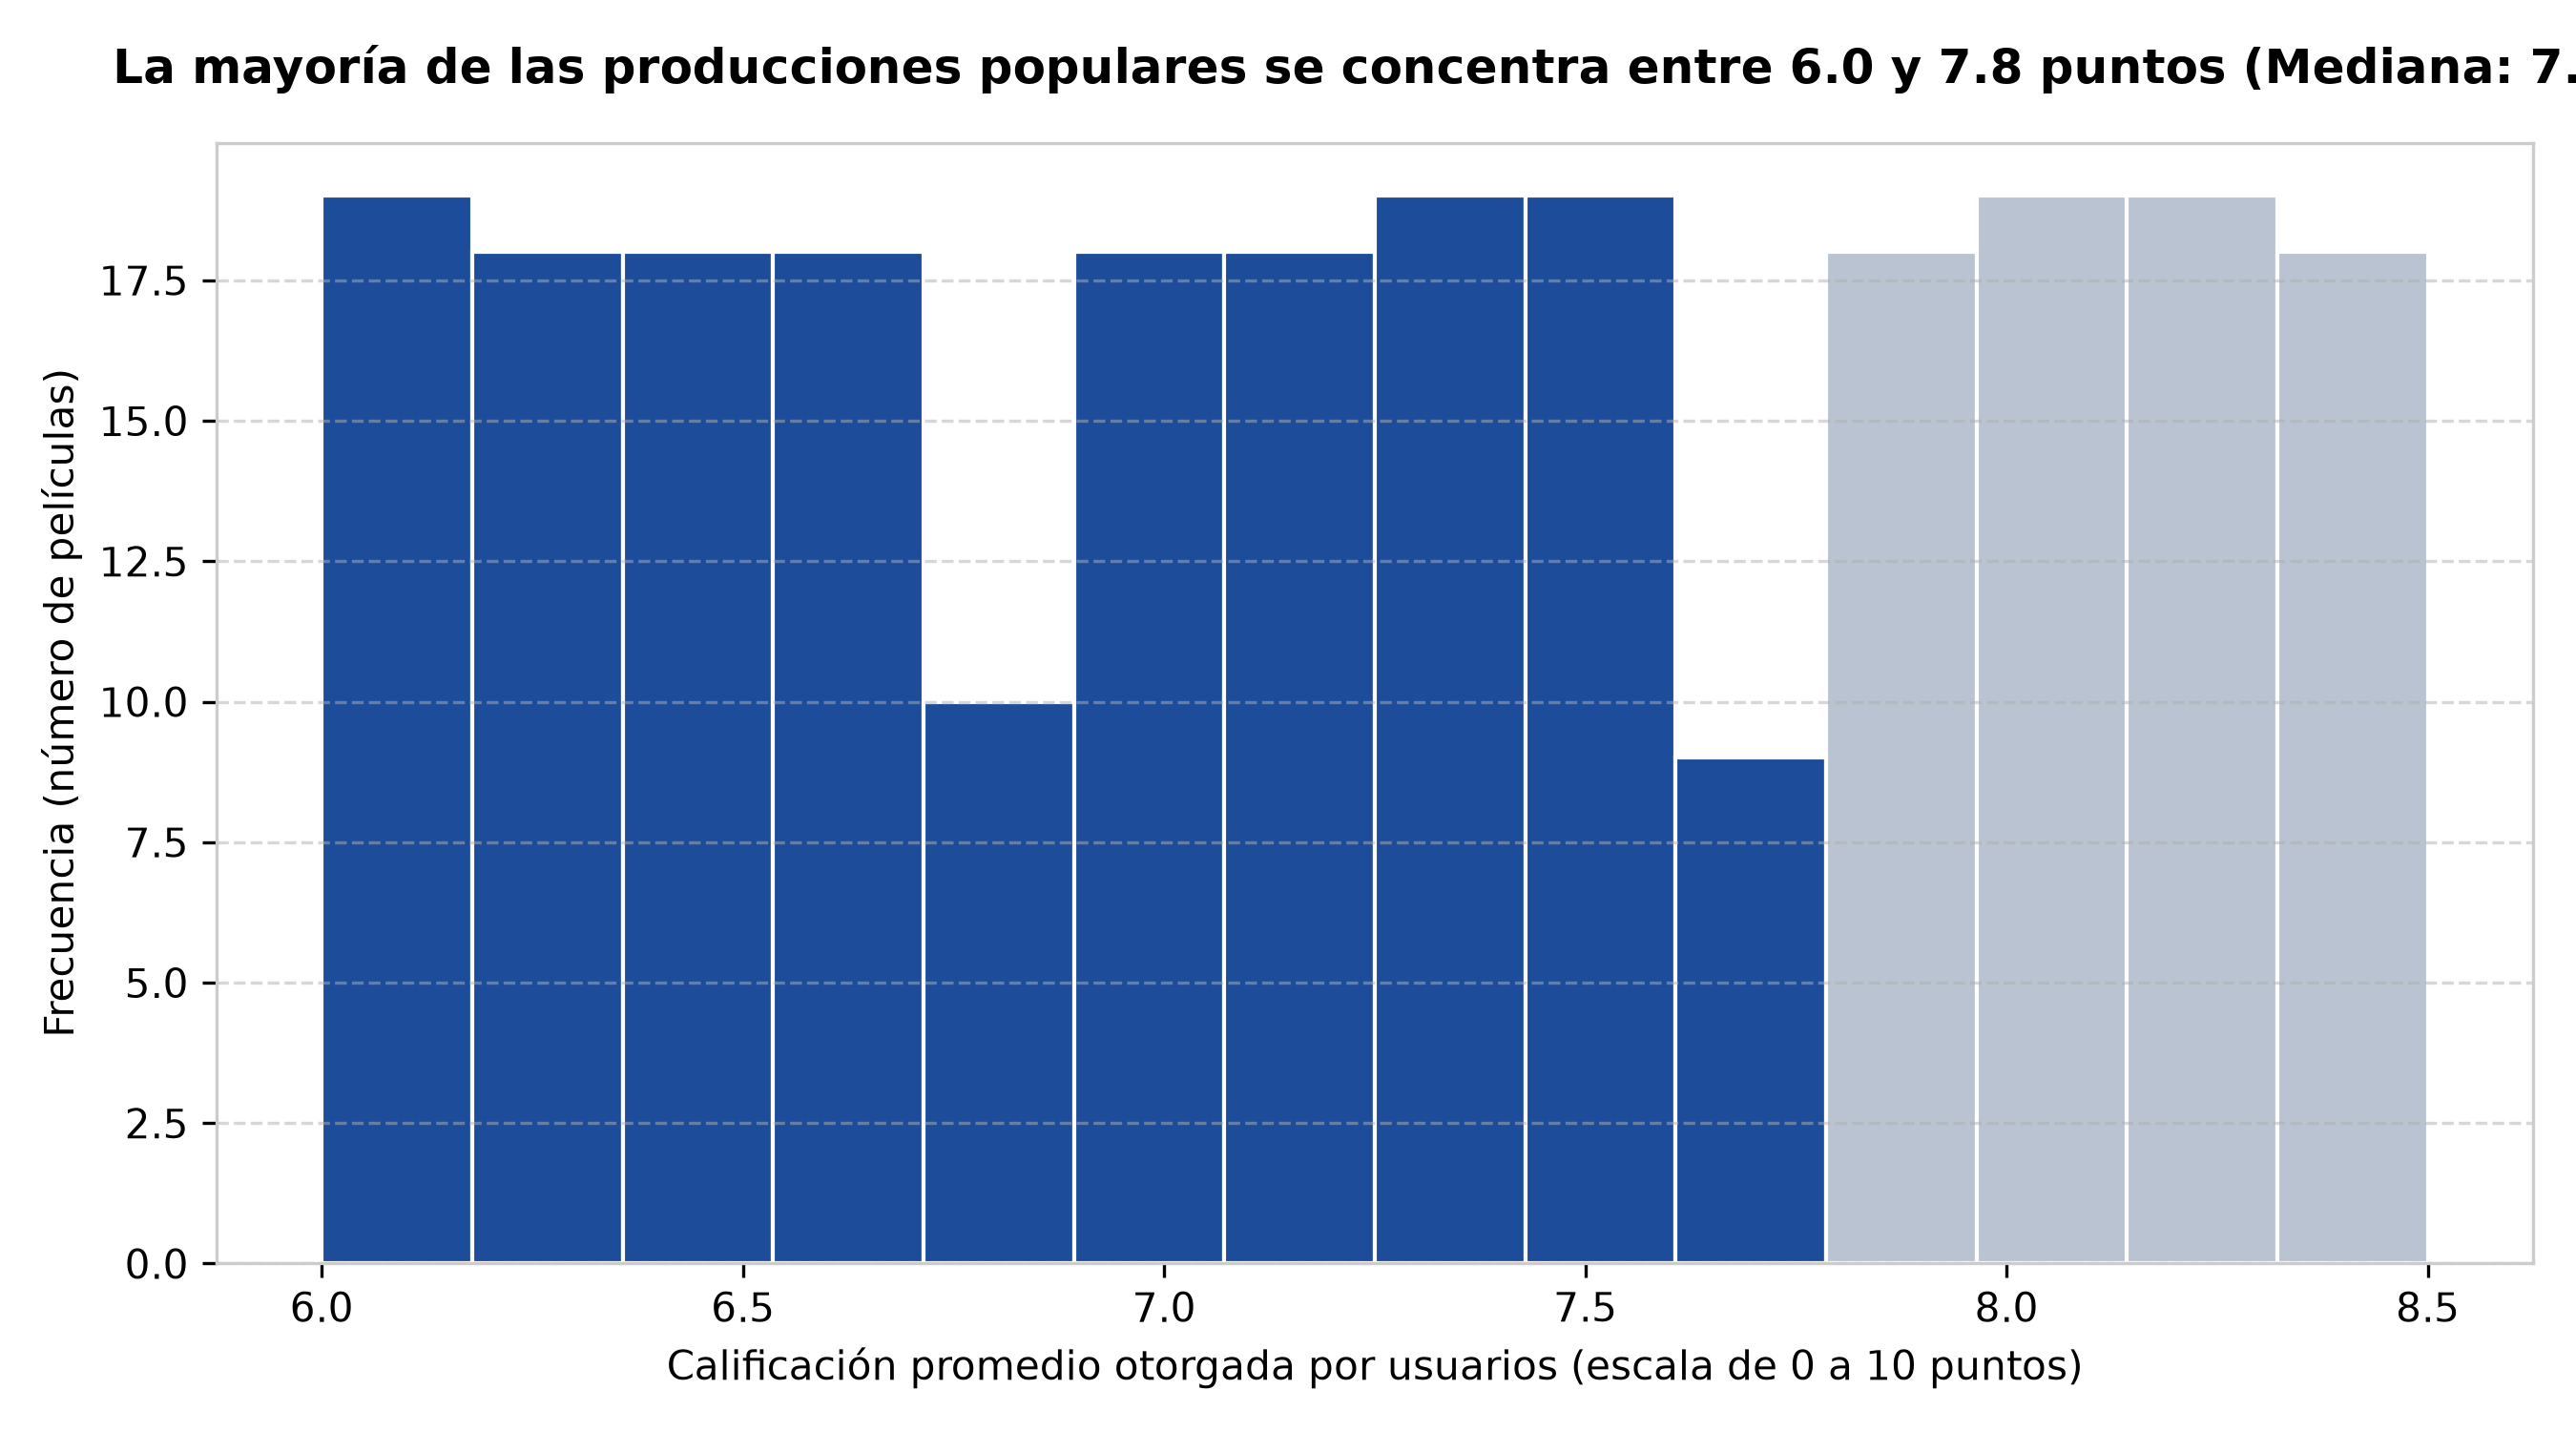 La mayoría de las producciones populares se concentra entre 6.0 y 7.8 puntos (Mediana: 7.
Frecuencia (número de películas)
17.5
15.0
12.5
10.0
7.5
5.0
2.5
0.0
6.0 6.5 7.0 7.5 8.0 8.5
Calificación promedio otorgada por usuarios (escala de 0 a 10 puntos)